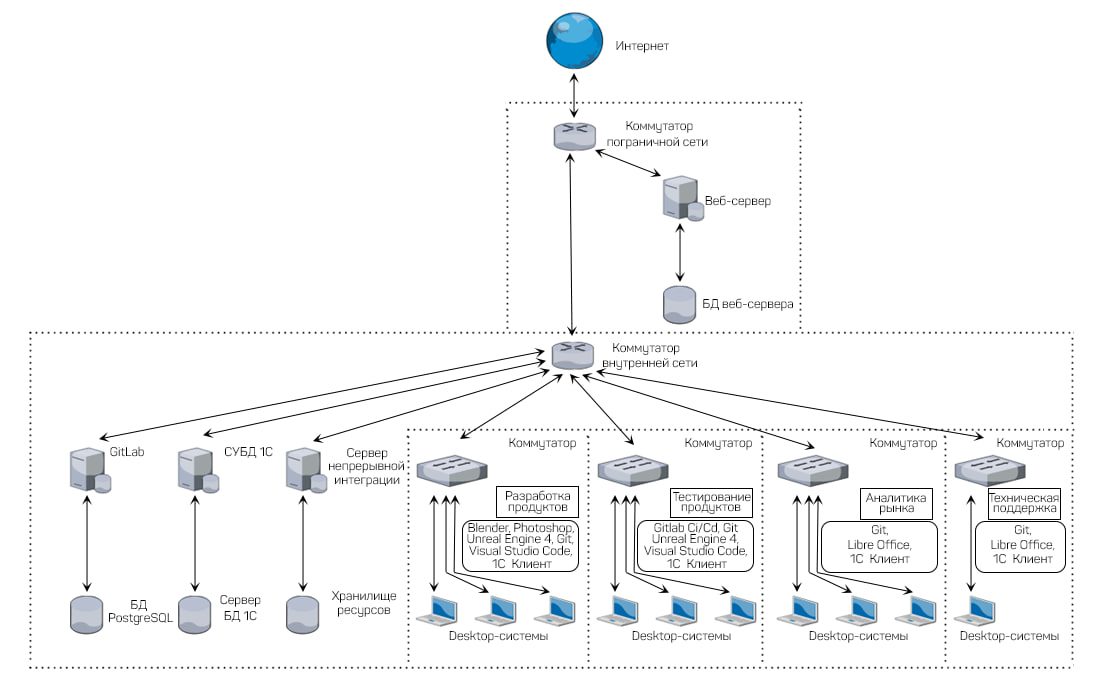 Интернет
Коммутатор
пограничной сети
Веб-сервер
БД веб-сервера
Коммутатор
внутренней сети
GitLab
СУБД 1С
Сервер
непрерывной
интеграции
БД
PostgreSQL
Сервер
БД 1С
Хранилище
ресурсов
Коммутатор
Разработка
продуктов
Blender, Photoshop,
Unreal Engine 4, Git,
Visual Studio Code,
1С Клиент
Desktop-системы
Коммутатор
Тестирование
продуктов
Gitlab Ci/Cd, Git
Unreal Engine 4,
Visual Studio Code,
1С Клиент
Desktop-системы
Коммутатор
Аналитика
рынка
Git,
Libre Office,
1С Клиент
Desktop-системы
Коммутатор
Техническая
поддержка
Git,
Libre Office,
1С Клиент
Desktop-системы